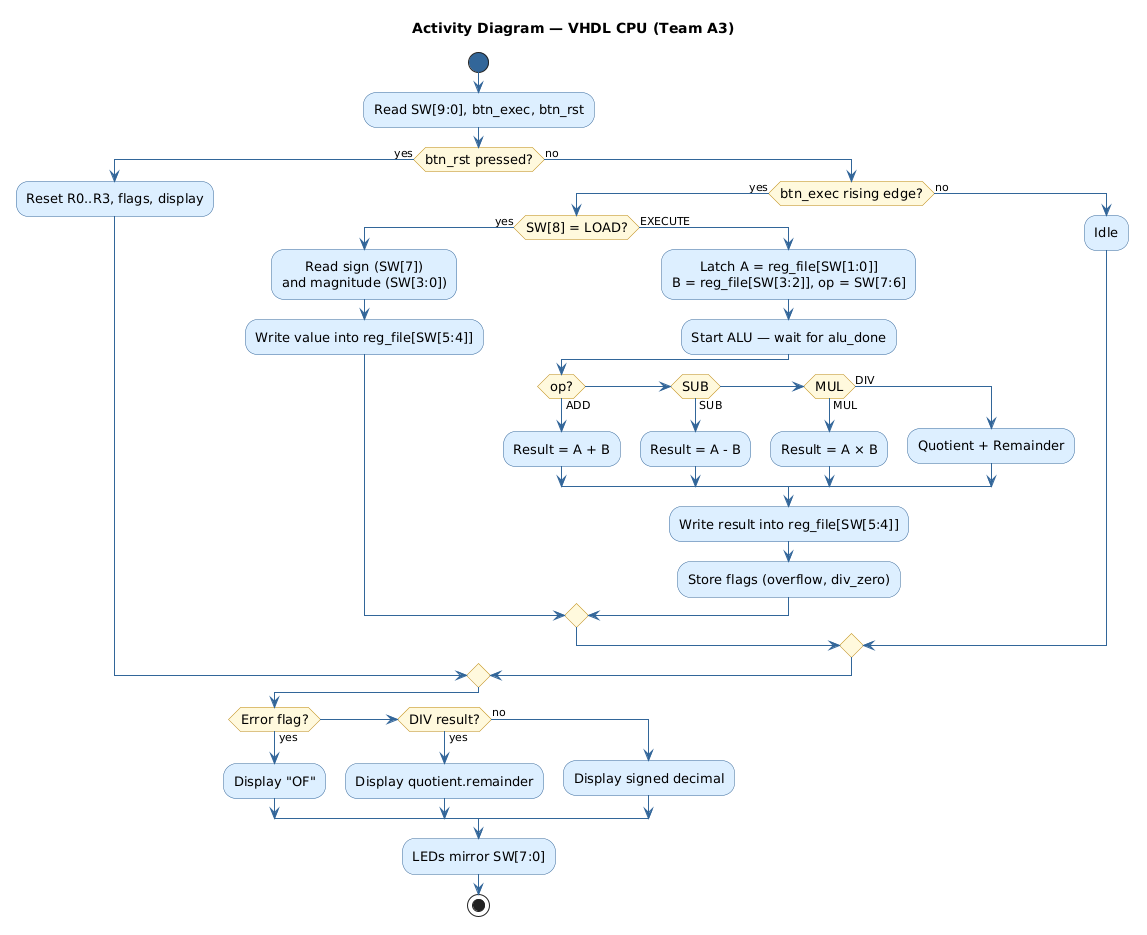 Activity Diagram — VHDL CPU (Team A3)
Read SW[9:0], btn_exec, btn_rst
yes
btn_rst pressed?
no
Reset R0..R3, flags, display
yes
btn_exec rising edge?
no
yes
SW[8] = LOAD?
EXECUTE
Idle
Read sign (SW[7])
and magnitude (SW[3:0])
Latch A = reg_file[SW[1:0]]
B = reg_file[SW[3:2]], op = SW[7:6]
Write value into reg_file[SW[5:4]]
Start ALU — wait for alu_done
op?
SUB
MUL
DIV
ADD
SUB
MUL
Result = A + B
Result = A - B
Result = A × B
Quotient + Remainder
Write result into reg_file[SW[5:4]]
Store flags (overflow, div_zero)
Error flag?
DIV result?
no
yes
yes
Display "OF"
Display quotient.remainder
Display signed decimal
LEDs mirror SW[7:0]